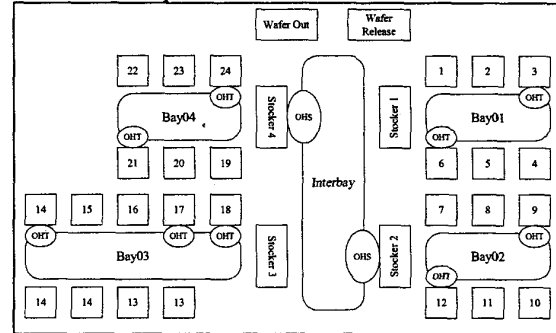 Wafer Out
Wafer
Release
22 23 24
1 2 3
OHT
OHT
Bay04
OHT
Stocker 4
OHS
Stocker 1
Bay01
OHT
21 20 19
6 5 4
Interbay
14 15 16 17 18
7 8 9
OHT
OHT
OHT
OHT
Bay03
Stocker 3
OHS
Stocker 2
Bay02
OHT
14 14 13 13
12 11 10